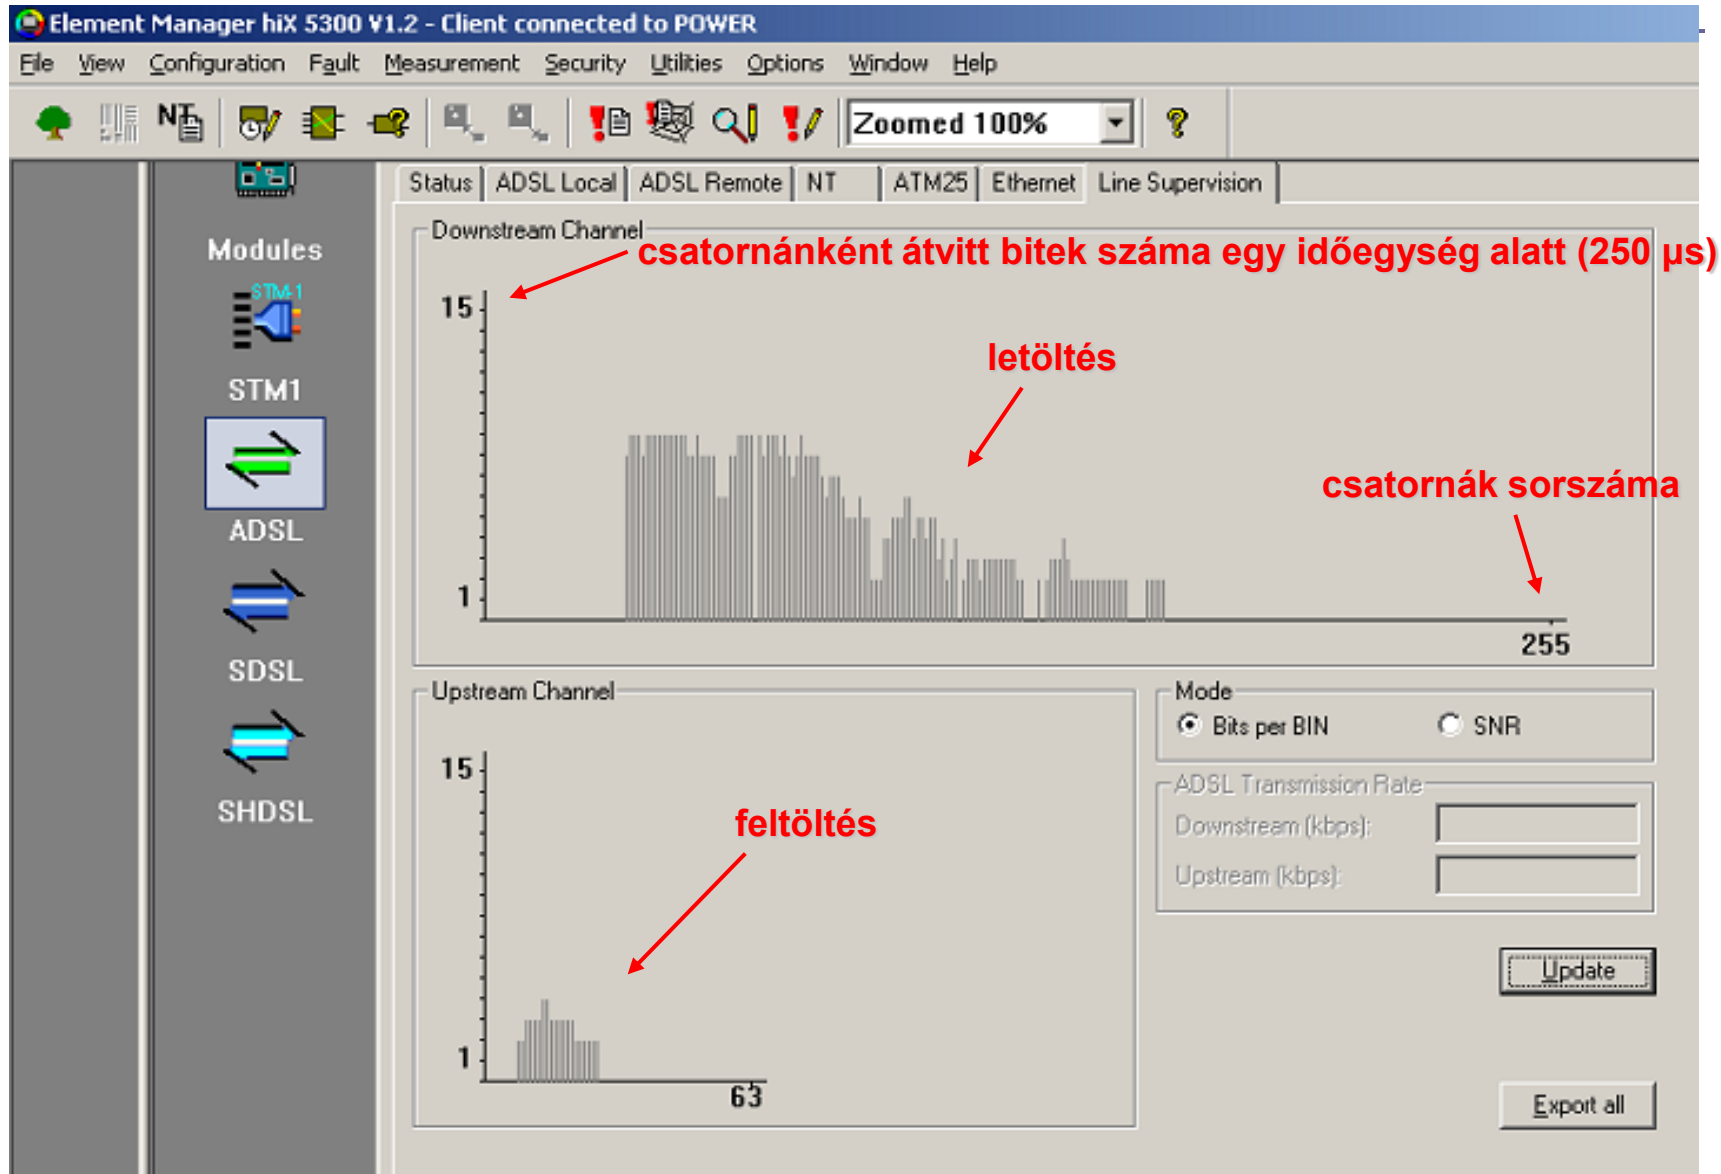 Element Manager hiX 5300 V1.2 - Client connected to POWER
File View Configuration Fault Measurement Security Utilities Options Window Help
NT Zoomed 100% ?
Status ADSL Local ADSL Remote NT ATM25 Ethernet Line Supervision
Modules
STM-1
STM1
ADSL
SDSL
SHDSL
Downstream Channel
csatornánként átvitt bitek száma egy időegység alatt (250 µs)
15
letöltés
csatornák sorszáma
1
255
Upstream Channel
15
feltöltés
1
63
Mode
Bits per BIN SNR
ADSL Transmission Rate
Downstream (kbps):
Upstream (kbps):
Update
Export all